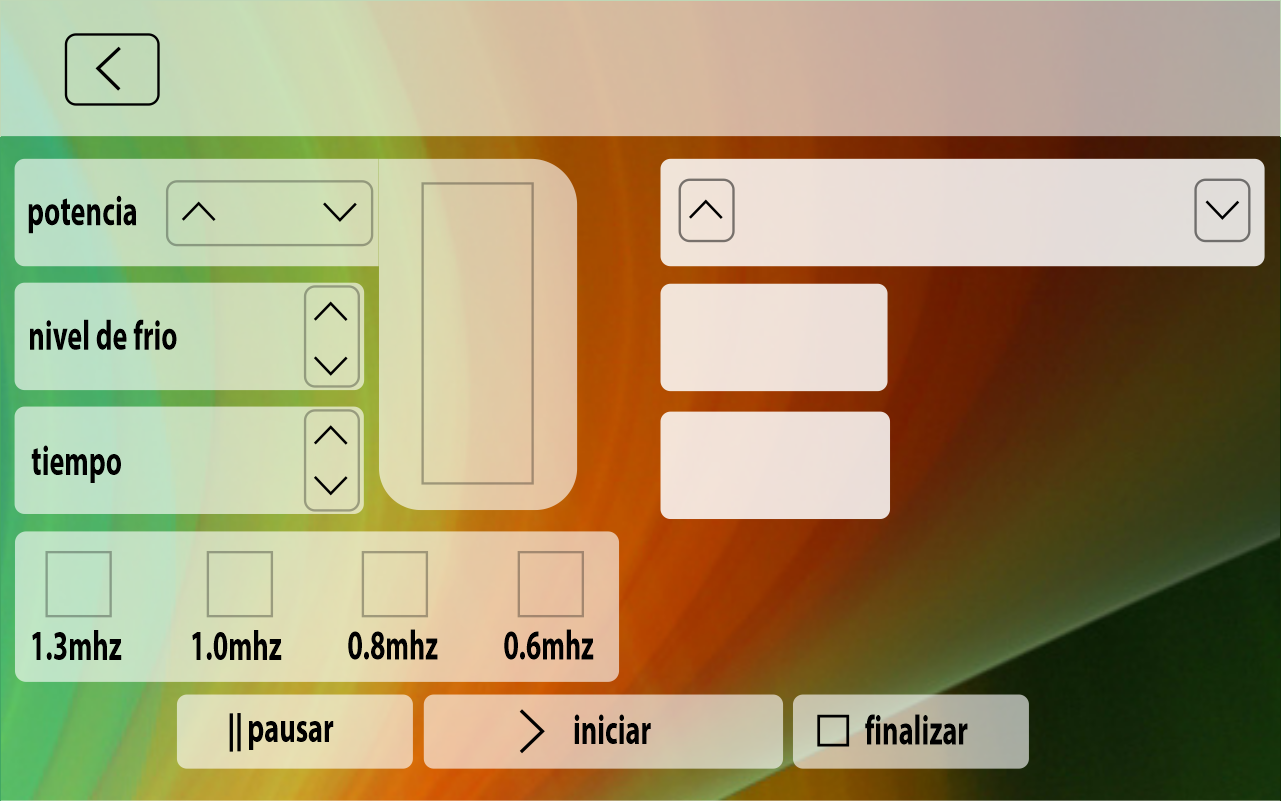 potencia
nivel de frio
tiempo
1.3mhz 1.0mhz 0.8mhz 0.6mhz
pausar iniciar finalizar